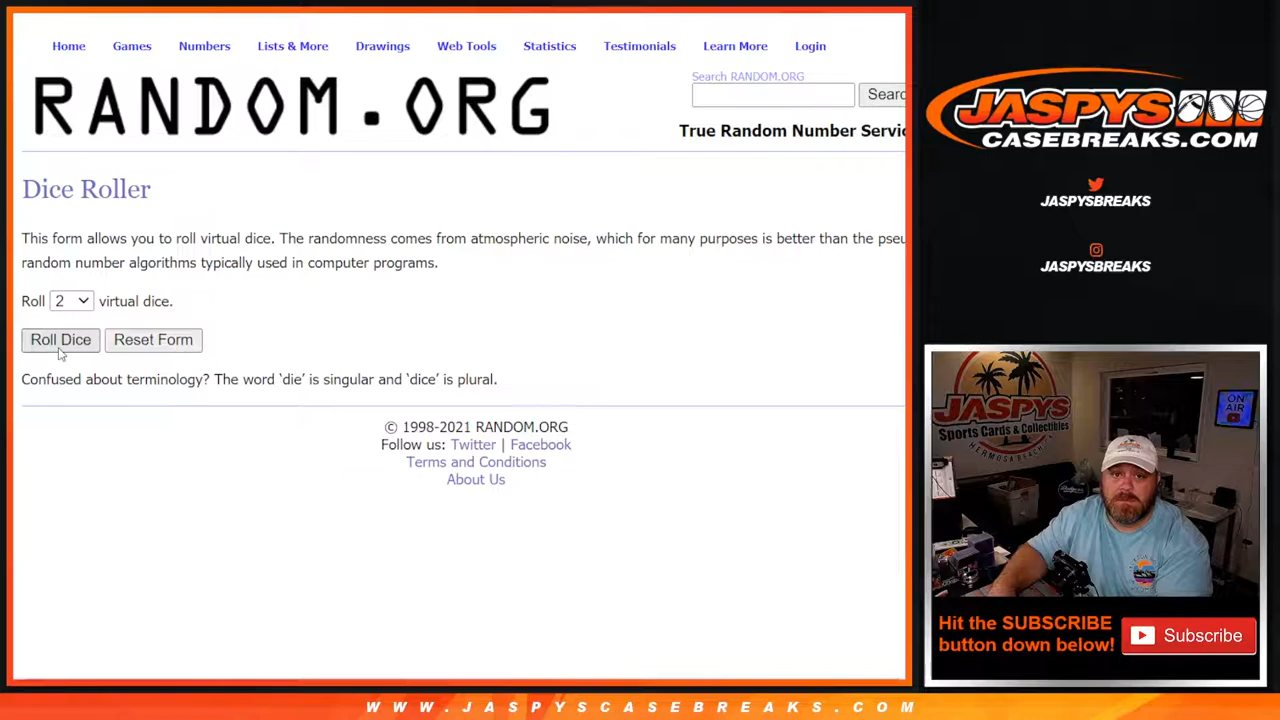 Home Games Numbers Lists & More Drawings Web Tools Statistics Testimonials Learn More Login
RANDOM.ORG
Search RANDOM.ORG
Searc
True Random Number Servic
Dice Roller
This form allows you to roll virtual dice. The randomness comes from atmospheric noise, which for many purposes is better than the pseu
random number algorithms typically used in computer programs.
Roll 2 virtual dice.
Roll Dice Reset Form
Confused about terminology? The word ‘die’ is singular and ‘dice’ is plural.
© 1998-2021 RANDOM.ORG
Follow us: Twitter | Facebook
Terms and Conditions
About Us
JASPYS
CASEBREAKS.COM
JASPYSBREAKS
JASPYSBREAKS
JASPYS
Sports Cards & Collectibles
HERMOSA BEACH
ON
AIR
Hit the SUBSCRIBE
button down below!
Subscribe
WWW.JASPYSCASEBREAKS.COM